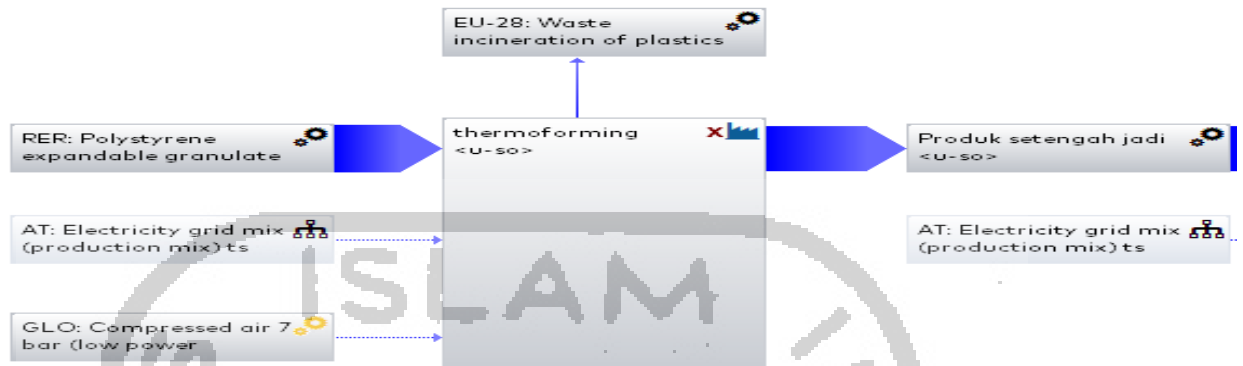 EU-28: Waste
incineration of plastics
RER: Polystyrene
expandable granulate
thermoforming
<u-so>
Produk setengah jadi
<u-so>
AT: Electricity grid mix
(production mix) ts
AT: Electricity grid mix
(production mix) ts
GLO: Compressed air 7
bar (low power
ISLAM